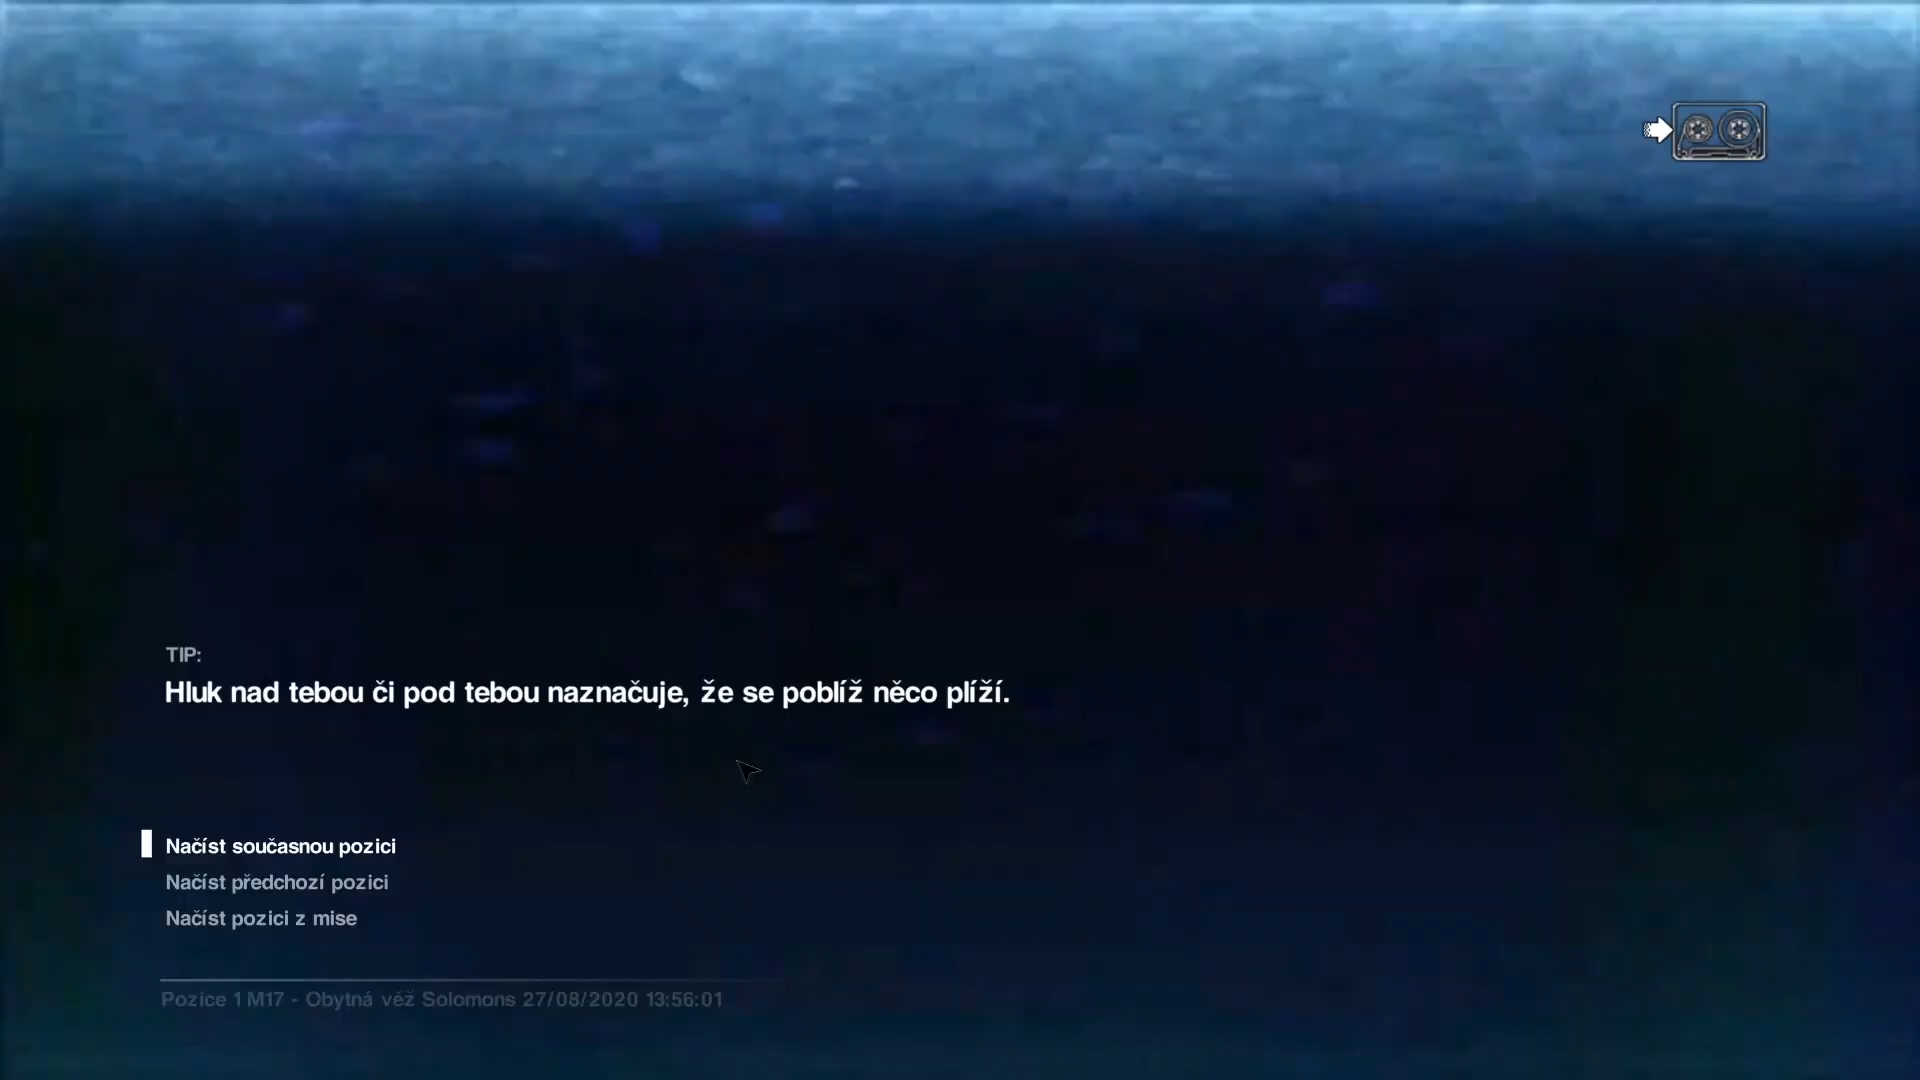 TIP:
Hluk nad tebou či pod tebou naznačuje, že se poblíž něco plíží.
Načíst současnou pozici
Načíst předchozí pozici
Načíst pozici z mise
Pozice 1 M17 - Obytná věž Solomons 27/08/2020 13:56:01